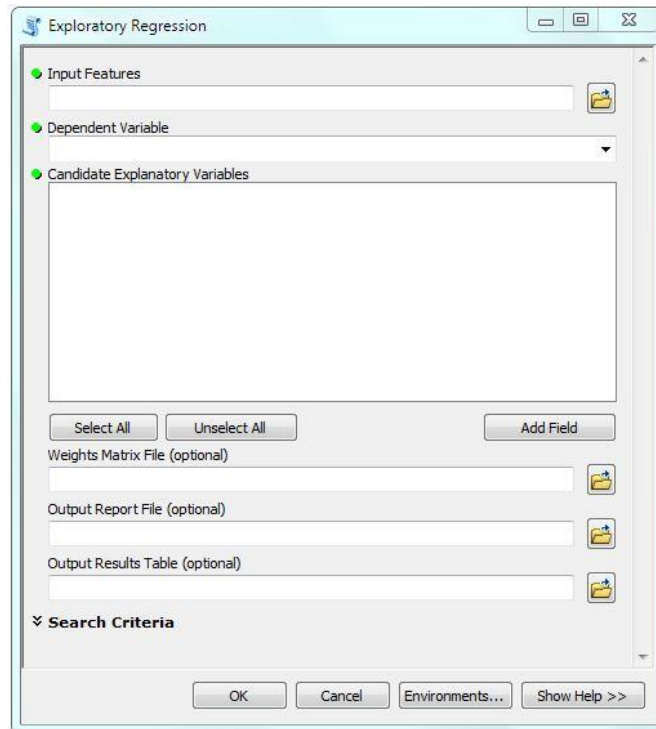 Exploratory Regression
Input Features
Dependent Variable
Candidate Explanatory Variables
Select All Unselect All Add Field
Weights Matrix File (optional)
Output Report File (optional)
Output Results Table (optional)
Search Criteria
OK Cancel Environments... Show Help >>